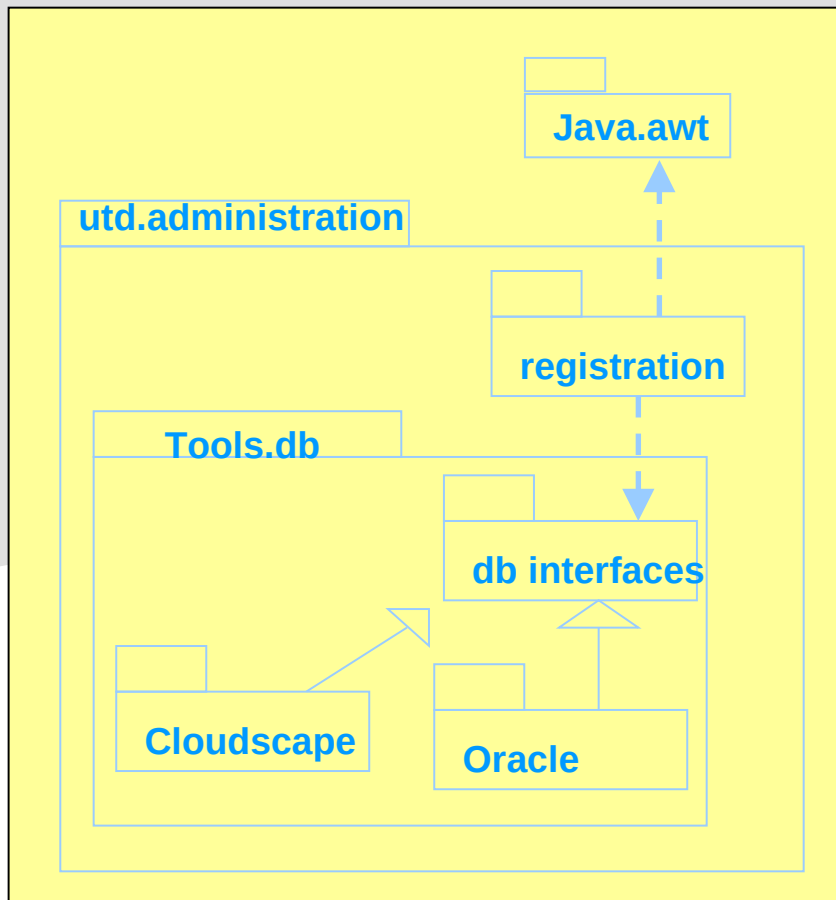 Java.awt
utd.administration
registration
Tools.db
db interfaces
Cloudscape
Oracle